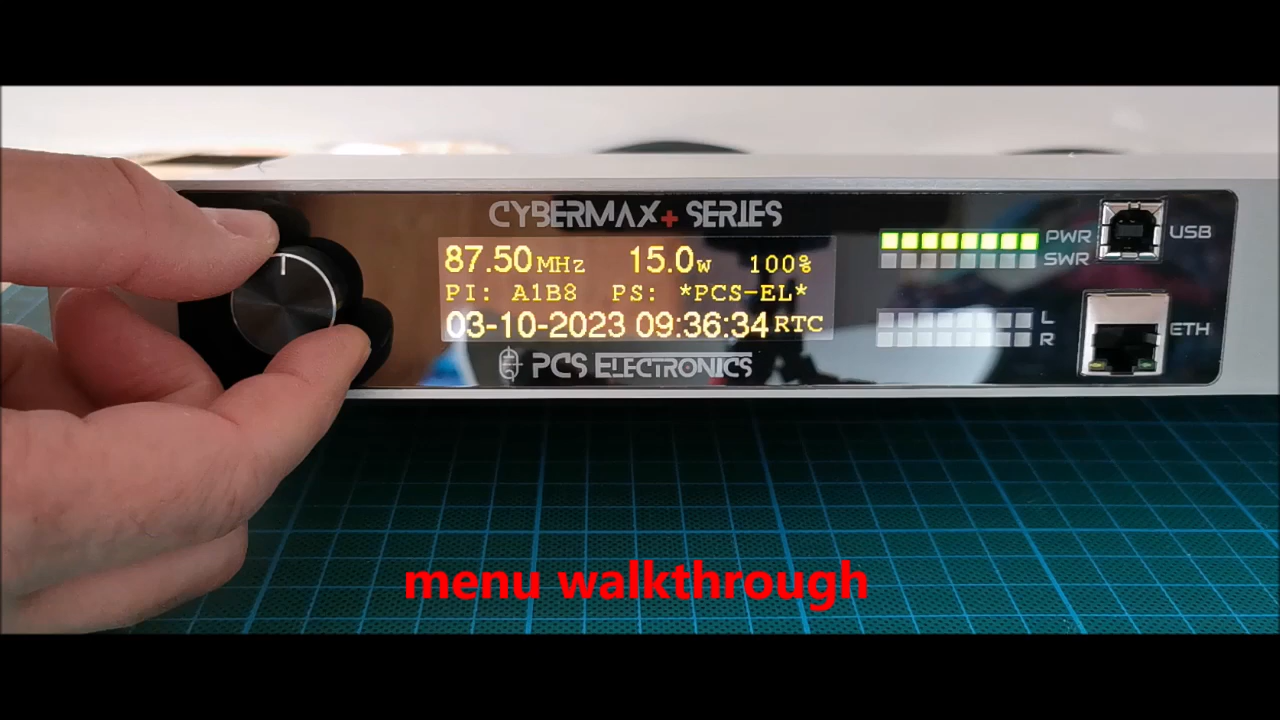 CYBERMAX+ SERIES
87.50MHz 15.0W 100%
PI: A1B8 PS: *PCS-EL*
03-10-2023 09:36:34RTC
PCS ELECTRONICS
PWR
SWR
L
R
USB
ETH
menu walkthrough